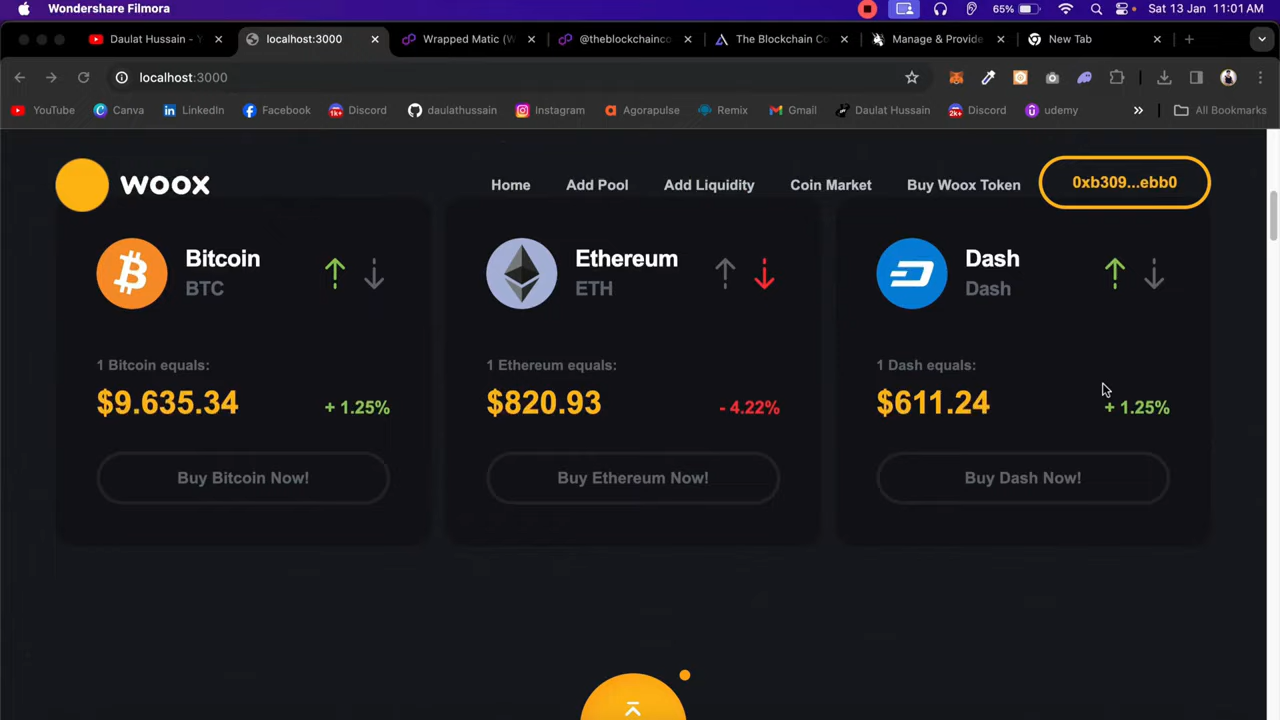 Wondershare Filmora
65%
Sat 13 Jan 11:01 AM
Daulat Hussain - Y
localhost:3000
Wrapped Matic (W
@theblockchainco
The Blockchain Co
Manage & Provide
New Tab
localhost:3000
YouTube
Canva
LinkedIn
Facebook
1k+
Discord
daulathussain
Instagram
Agorapulse
Remix
Gmail
Daulat Hussain
2k+
Discord
udemy
»
All Bookmarks
WOOX
Home
Add Pool
Add Liquidity
Coin Market
Buy Woox Token
0xb309...ebb0
Bitcoin
BTC
1 Bitcoin equals:
$9.635.34
+ 1.25%
Buy Bitcoin Now!
Ethereum
ETH
1 Ethereum equals:
$820.93
- 4.22%
Buy Ethereum Now!
Dash
Dash
1 Dash equals:
$611.24
+ 1.25%
Buy Dash Now!